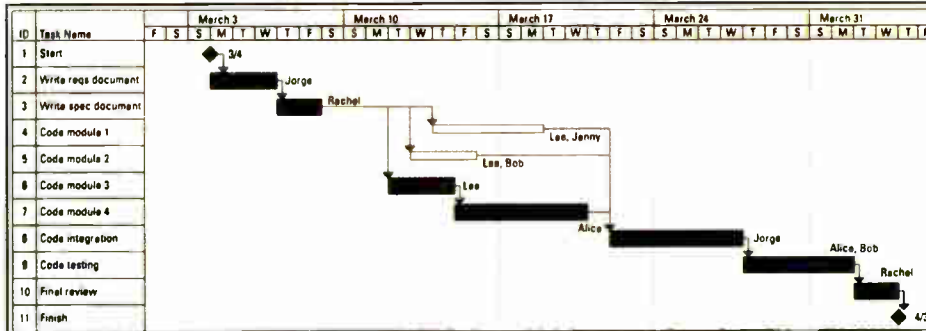 March 3 March 10 March 17 March 24 March 31
ID Task Name F S S M T W T F S S M T W T F S S M T W T F S S M T W T F S S M T W T F
1 Start 3/4
2 Write reqs document Jorge
3 Write spec document Rachel
4 Code module 1 Lee, Jenny
5 Code module 2 Lee, Bob
6 Code module 3 Lee
7 Code module 4 Alice
8 Code integration Jorge
9 Code testing Alice, Bob
10 Final review Rachel
11 Finish 4/3